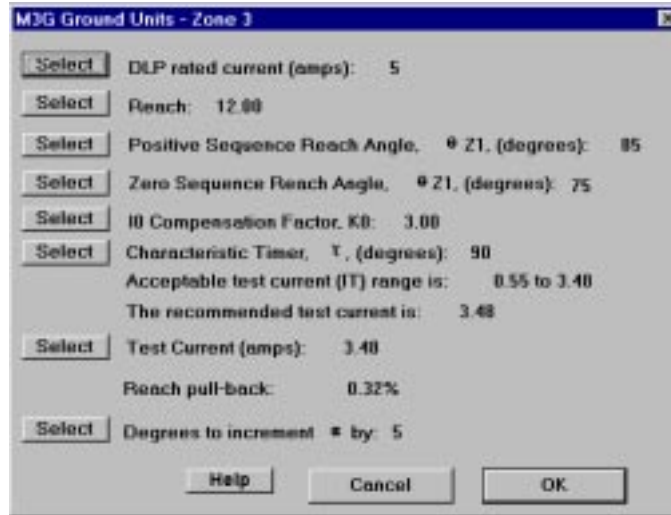 M3G Ground Units - Zone 3
Select DLP rated current (amps): 5
Select Reach: 12.00
Select Positive Sequence Reach Angle, θ Z1, (degrees): 85
Select Zero Sequence Reach Angle, θ Z1, (degrees): 75
Select I0 Compensation Factor, K0: 3.00
Select Characteristic Timer, τ, (degrees): 90
Acceptable test current (IT) range is: 0.55 to 3.48
The recommended test current is: 3.48
Select Test Current (amps): 3.48
Reach pull-back: 0.32%
Select Degrees to increment by: 5
Help Cancel OK